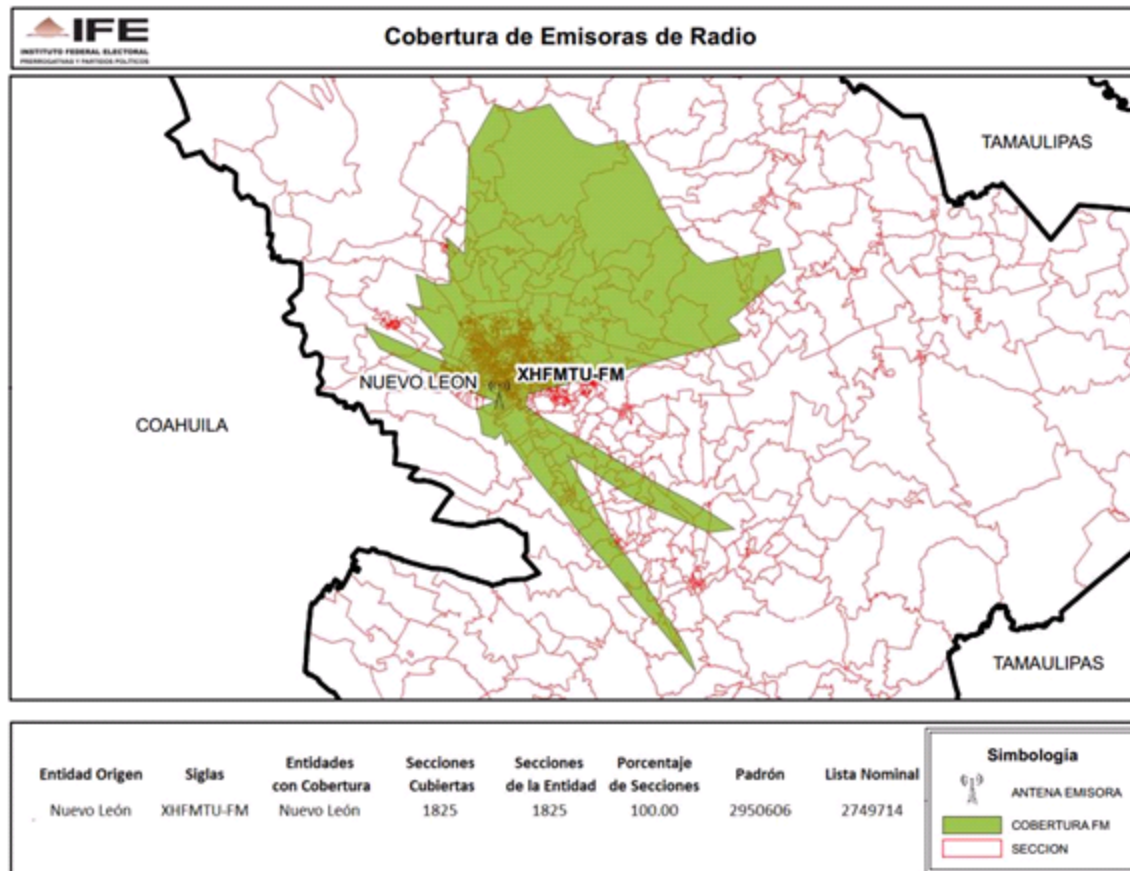 IFE
INSTITUTO FEDERAL ELECTORAL
PRERROGATIVAS Y PARTIDOS POLÍTICOS
Cobertura de Emisoras de Radio
TAMAULIPAS
XHFMTU-FM
NUEVO LEON
COAHUILA
TAMAULIPAS
Entidad Origen Siglas Entidades con Cobertura Secciones Cubiertas Secciones de la Entidad Porcentaje de Secciones Padrón Lista Nominal
Nuevo León XHFMTU-FM Nuevo León 1825 1825 100.00 2950606 2749714
Simbología
ANTENA EMISORA
COBERTURA FM
SECCION